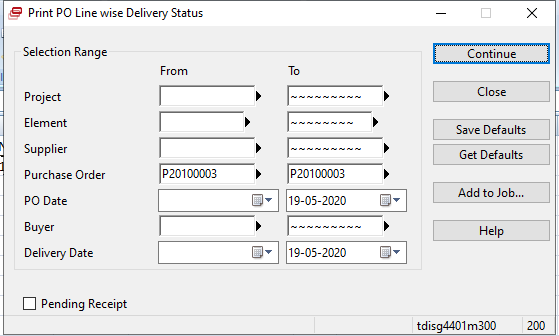 Print PO Line wise Delivery Status
Selection Range
From To
Project ~~~~~~~~~
Element ~~~~~~~~
Supplier ~~~~~~~~~
Purchase Order P20100003 P20100003
PO Date 19-05-2020
Buyer ~~~~~~~~~
Delivery Date 19-05-2020
Pending Receipt
Continue
Close
Save Defaults
Get Defaults
Add to Job...
Help
tdisg4401m300 200